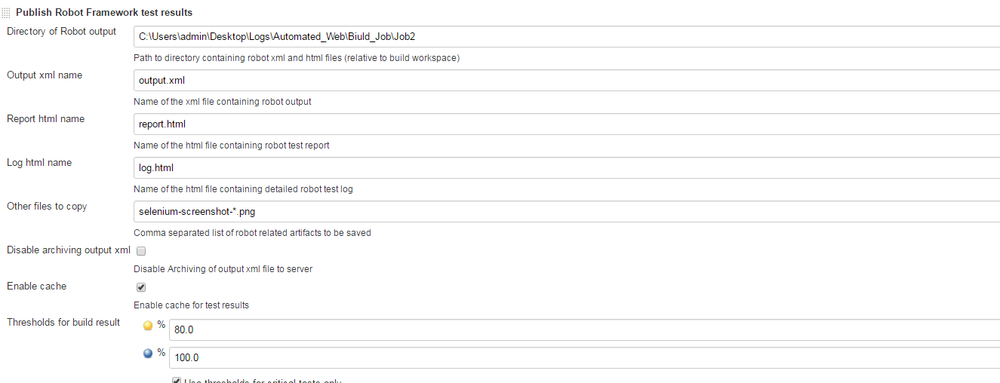 Publish Robot Framework test results
Directory of Robot output
C:\Users\admin\Desktop\Logs\Automated_Web\Biuld_Job\Job2
Path to directory containing robot xml and html files (relative to build workspace)
Output xml name
output.xml
Name of the xml file containing robot output
Report html name
report.html
Name of the html file containing robot test report
Log html name
log.html
Name of the html file containing detailed robot test log
Other files to copy
selenium-screenshot-*.png
Comma separated list of robot related artifacts to be saved
Disable archiving output xml
Disable Archiving of output xml file to server
Enable cache
Enable cache for test results
Thresholds for build result
% 80.0
% 100.0
Use thresholds for critical tests only